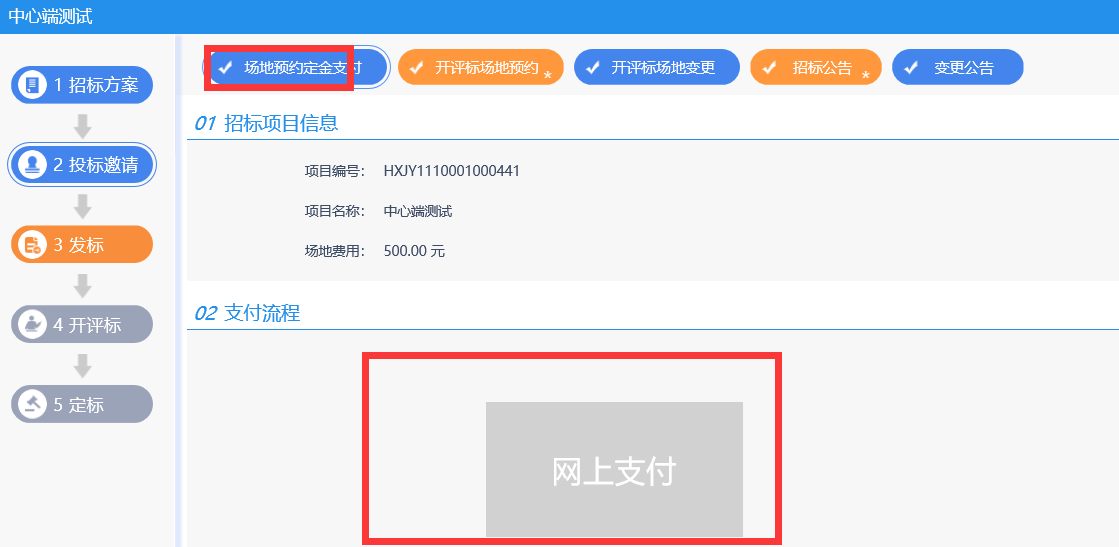 中心端测试
1 招标方案
2 投标邀请
3 发标
4 开评标
5 定标
场地预约定金支付
开评标场地预约 *
开评标场地变更
招标公告 *
变更公告
01 招标项目信息
项目编号： HXJY1110001000441
项目名称： 中心端测试
场地费用： 500.00 元
02 支付流程
网上支付